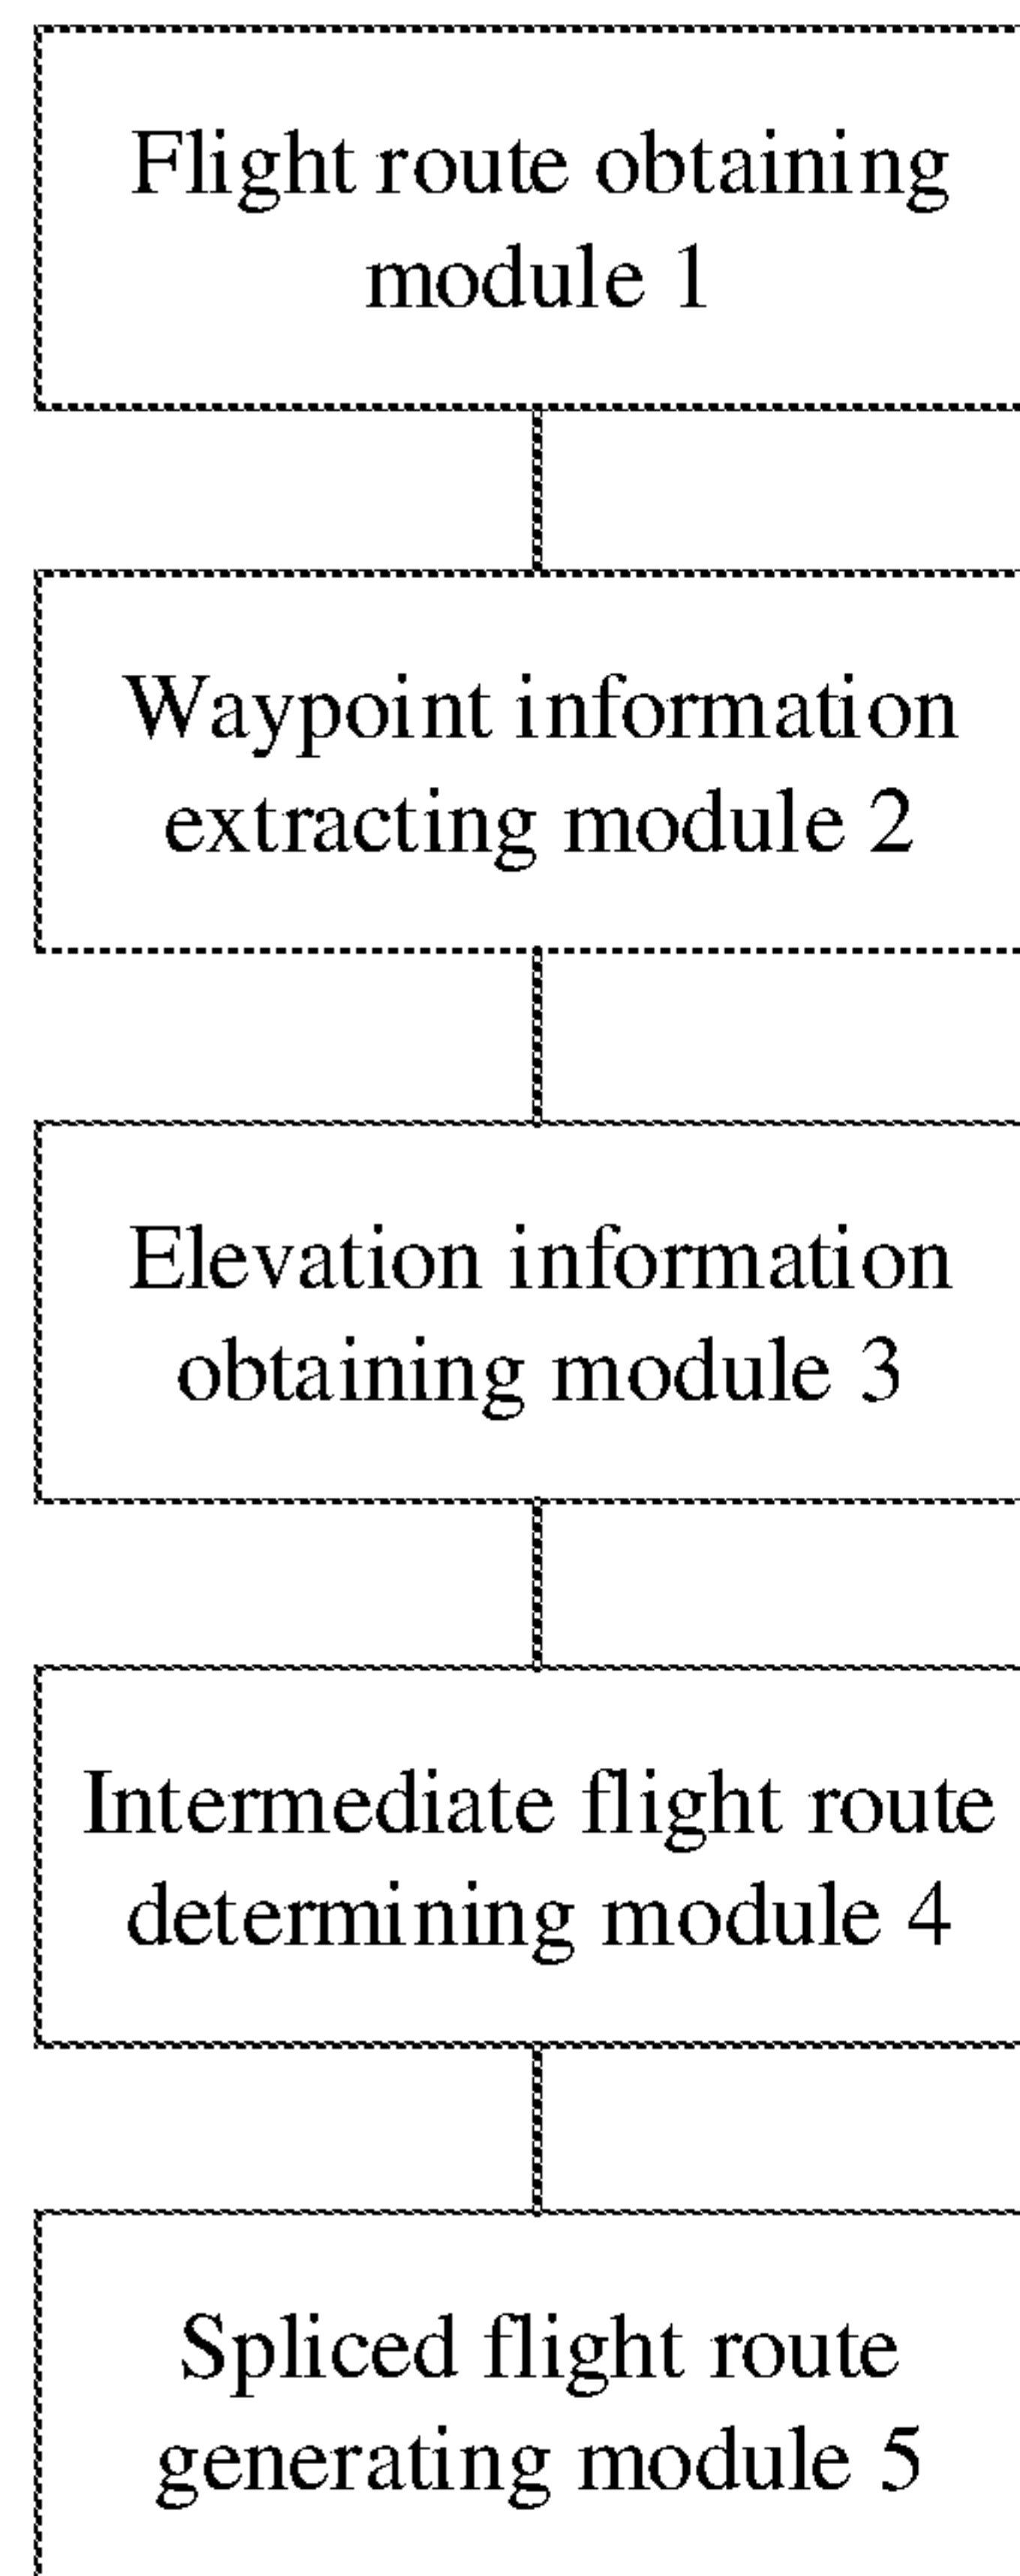 Flight route obtaining
module 1
Waypoint information
extracting module 2
Elevation information
obtaining module 3
Intermediate flight route
determining module 4
Spliced flight route
generating module 5